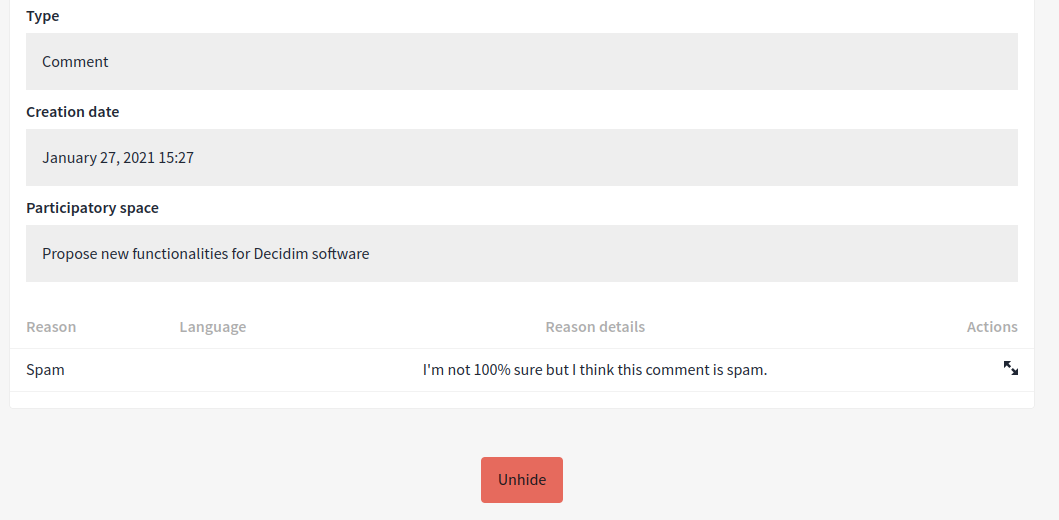 Type
Comment
Creation date
January 27, 2021 15:27
Participatory space
Propose new functionalities for Decidim software
Reason Language Reason details Actions
Spam I'm not 100% sure but I think this comment is spam.
Unhide